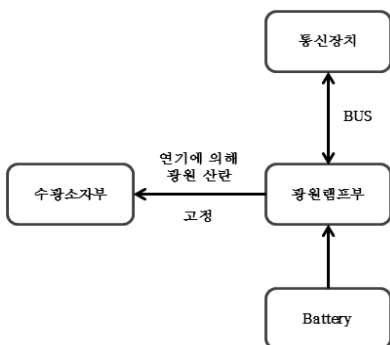 통신장치
BUS
연기에 의해
광원 산란
수광소자부
광원램프부
고정
Battery